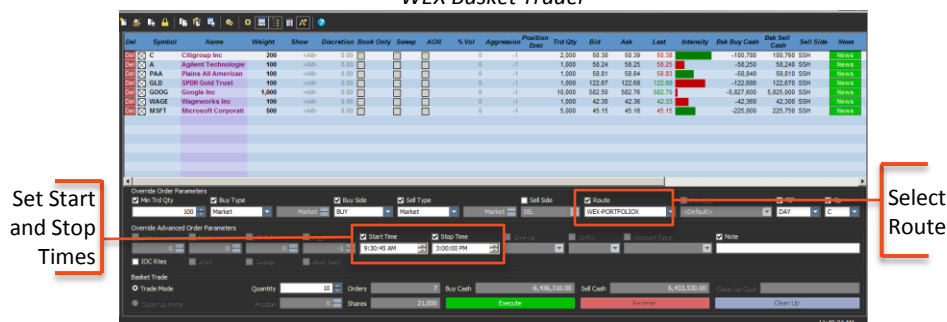 WEX Basket Trader
Del Symbol Name Weight Show Discretion Book Only Sweep AON % Vol Aggression Position Exec Trd Qty Bid Ask Last Intensity Bsk Buy Cash Bsk Sell Cash Sell Side News
Del C Citigroup Inc 200 <All> 0.00 0 -1 2,000 50.38 50.39 50.38 -100,780 100,760 SSH News
Del A Agilent Technologie 100 <All> 0.00 0 -1 1,000 58.24 58.25 58.25 -58,250 58,240 SSH News
Del PAA Plains All American 100 <All> 0.00 0 -1 1,000 58.81 58.84 58.83 -58,840 58,810 SSH News
Del GLD SPDR Gold Trust 100 <All> 0.00 0 -1 1,000 122.67 122.68 122.68 -122,680 122,670 SSH News
Del GOOG Google Inc 1,000 <All> 0.00 0 -1 10,000 582.50 582.76 582.70 -5,827,600 5,825,000 SSH News
Del WAGE Wageworks Inc 100 <All> 0.00 0 -1 1,000 42.30 42.36 42.33 -42,360 42,300 SSH News
Del MSFT Microsoft Corporati 500 <All> 0.00 0 -1 5,000 45.15 45.16 45.15 -225,800 225,750 SSH News
Override Order Parameters
Min Trd Qty Buy Type Buy Side Sell Type Sell Side Route
100 Market Market BUY Market Market SEL WEX-PORTFOLIOX <Default> DAY C
Override Advanced Order Parameters
Start Time Stop Time Account Type Note
0 0 0 -1 9:30:45 AM 3:00:00 PM
IOC Rtes AON Sweep Book Only
Basket Trade
Trade Mode Quantity 10 Orders 7 Buy Cash -6,436,310.00 Sell Cash 6,433,530.00 Clean Up Cash
Clean Up Mode Position 0 Shares 21,000 Execute Reverse Clean Up
Set Start
and Stop
Times
Select
Route